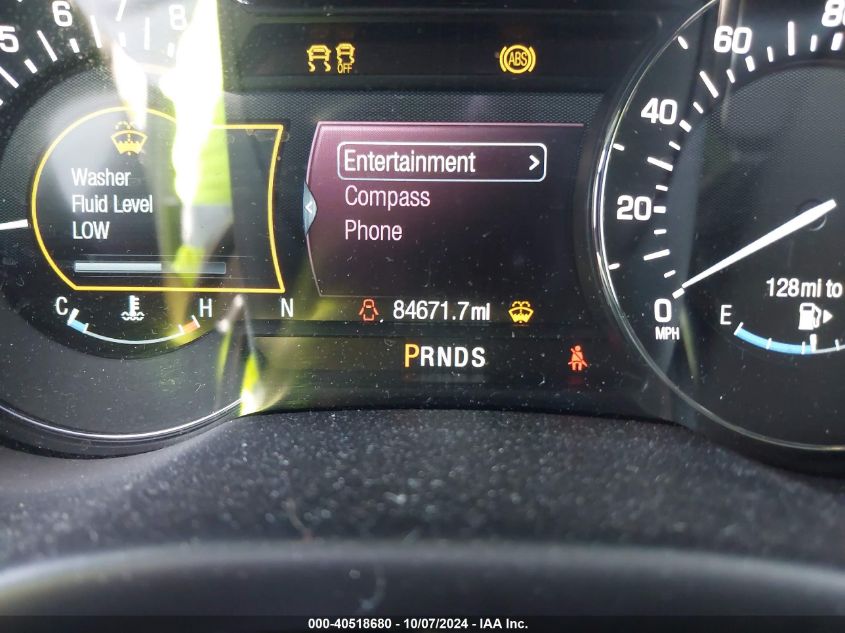 5 6 7 8
OFF
ABS
60 80
40
20
0
MPH
Washer
Fluid Level
LOW
Entertainment >
Compass
Phone
C H
N
84671.7mi
PRNDS
128mi to
E
000-40518680 - 10/07/2024 - IAA Inc.